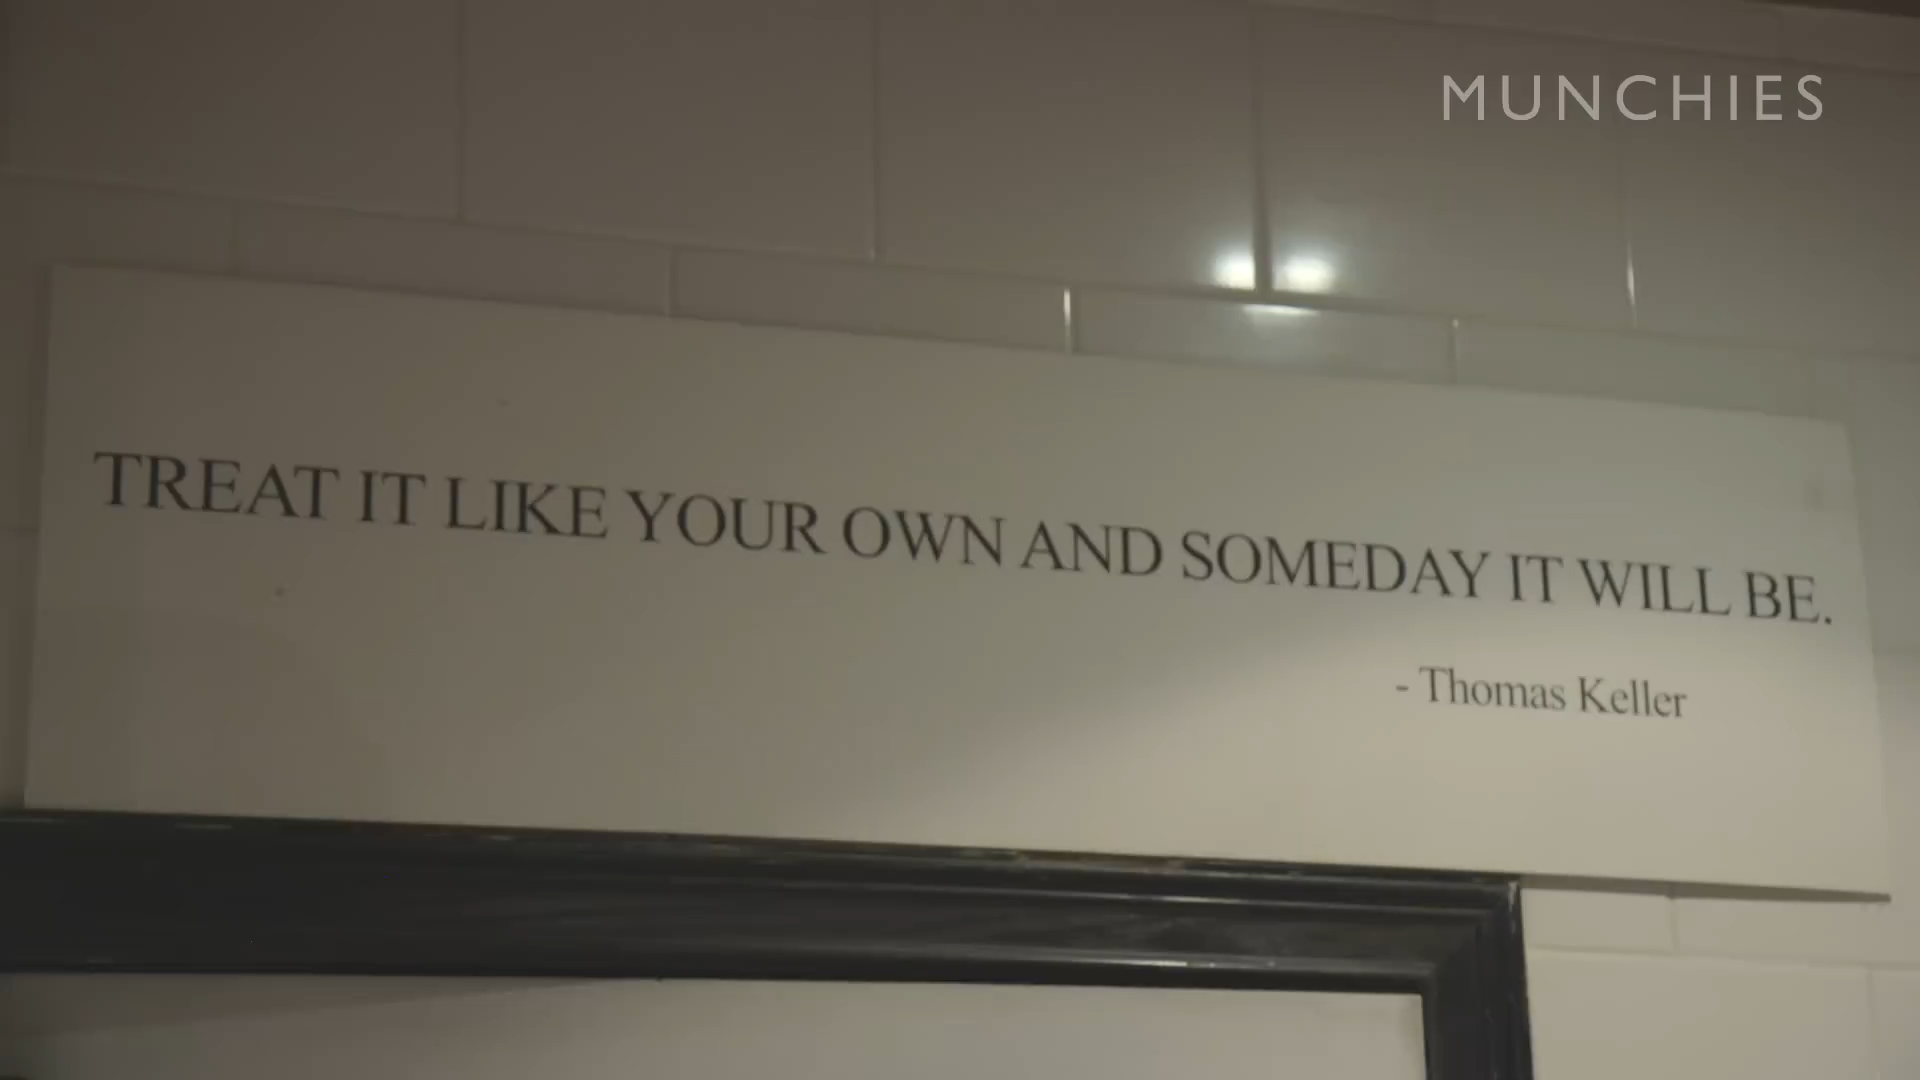 MUNCHIES
TREAT IT LIKE YOUR OWN AND SOMEDAY IT WILL BE.
- Thomas Keller